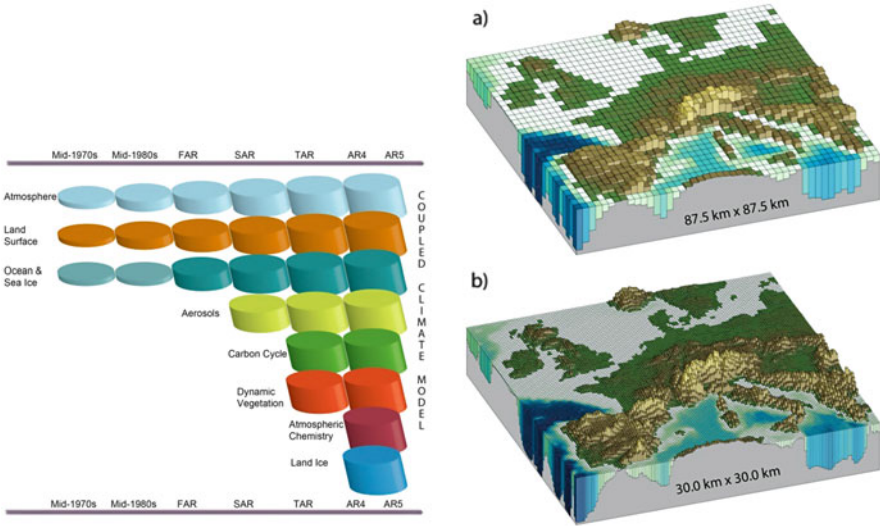 Mid-1970s Mid-1980s FAR SAR TAR AR4 AR5
Atmosphere
Land
Surface
Ocean &
Sea Ice
Aerosols
Carbon Cycle
Dynamic
Vegetation
Atmospheric
Chemistry
Land Ice
COUPLED CLIMATE MODEL
Mid-1970s Mid-1980s FAR SAR TAR AR4 AR5
a)
87.5 km x 87.5 km
b)
30.0 km x 30.0 km